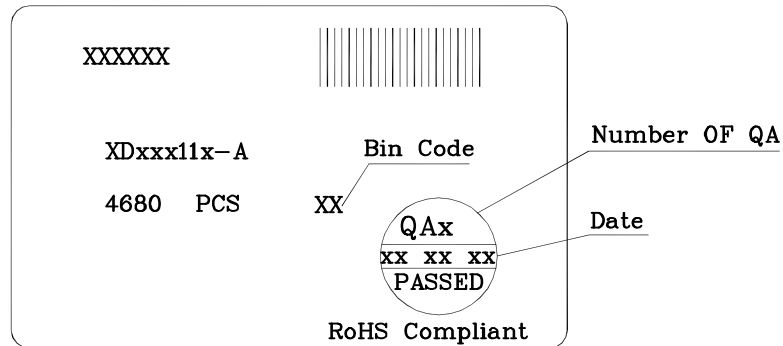 XXXXXX
XDxxx11x-A
Bin Code
Number OF QA
4680 PCS
XX
QAx
Date
xx xx xx
PASSED
RoHS Compliant